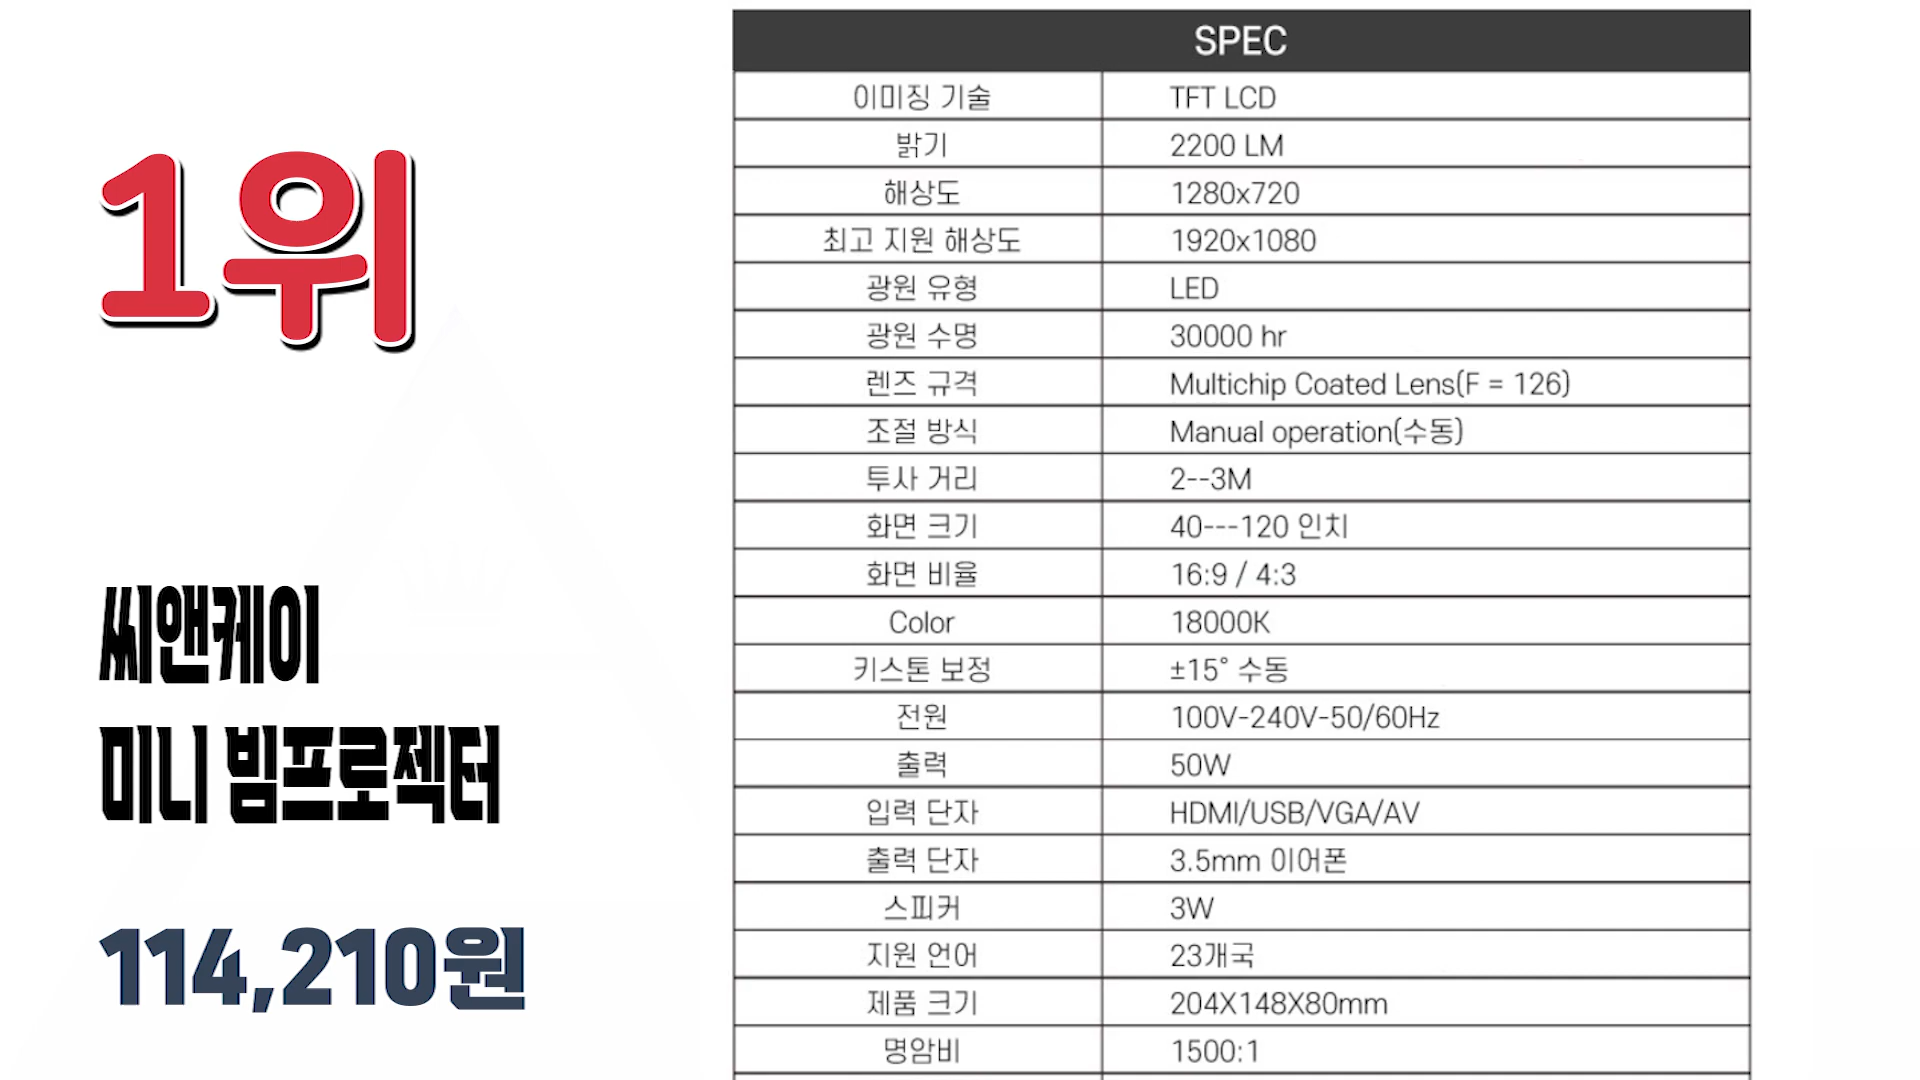 1위
씨앤케이
미니 빔프로젝터
114,210원
SPEC
이미징 기술 TFT LCD
밝기 2200 LM
해상도 1280x720
최고 지원 해상도 1920x1080
광원 유형 LED
광원 수명 30000 hr
렌즈 규격 Multichip Coated Lens(F = 126)
조절 방식 Manual operation(수동)
투사 거리 2--3M
화면 크기 40---120 인치
화면 비율 16:9 / 4:3
Color 18000K
키스톤 보정 ±15° 수동
전원 100V-240V-50/60Hz
출력 50W
입력 단자 HDMI/USB/VGA/AV
출력 단자 3.5mm 이어폰
스피커 3W
지원 언어 23개국
제품 크기 204X148X80mm
명암비 1500:1